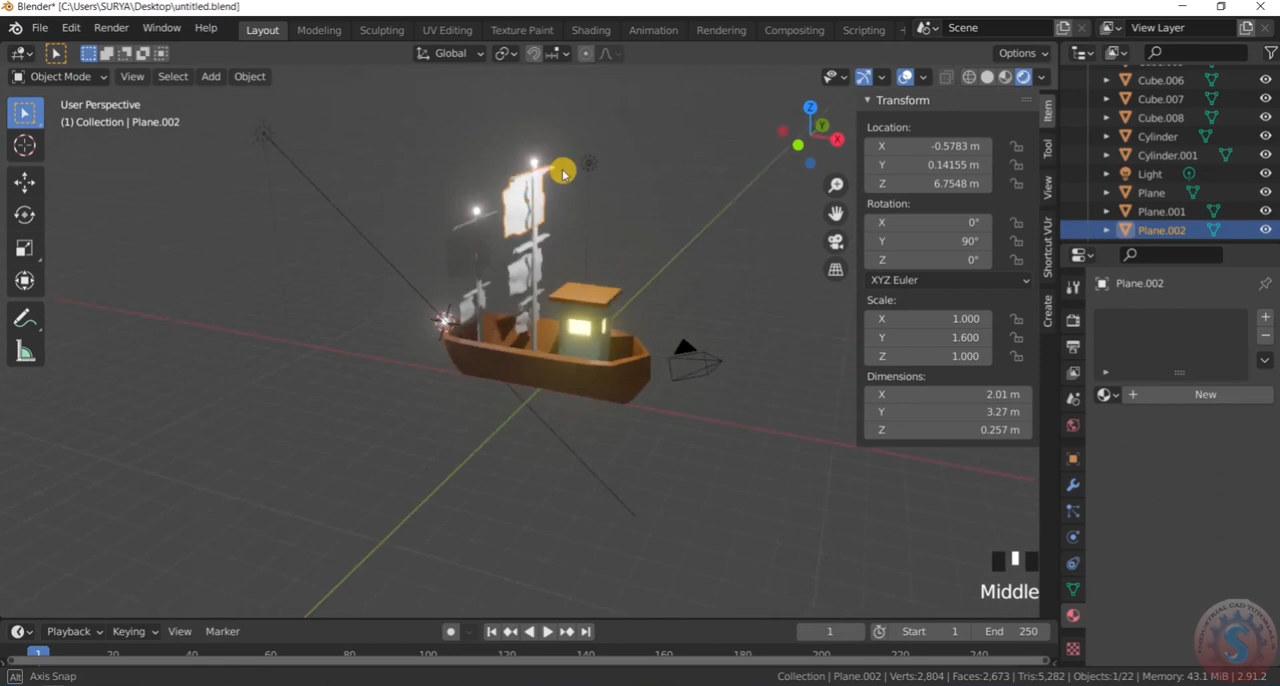 Blender* [C:\Users\SURYA\Desktop\untitled.blend]
File Edit Render Window Help Layout Modeling Sculpting UV Editing Texture Paint Shading Animation Rendering Compositing Scripting Scene View Layer
Global Options
Object Mode View Select Add Object
User Perspective
(1) Collection | Plane.002
Z
Y
X
Transform
Location:
X -0.5783 m
Y 0.14155 m
Z 6.7548 m
Rotation:
X 0°
Y 90°
Z 0°
XYZ Euler
Scale:
X 1.000
Y 1.600
Z 1.000
Dimensions:
X 2.01 m
Y 3.27 m
Z 0.257 m
Item
Tool
View
Shortcut VUr
Create
Cube.006
Cube.007
Cube.008
Cylinder
Cylinder.001
Light
Plane
Plane.001
Plane.002
Plane.002
New
Middle
Playback Keying View Marker 1 Start 1 End 250
1 20 40 60 80 100 120 140 160 180 200 220 240
Alt Axis Snap
Collection | Plane.002 | Verts:2,804 | Faces:2,673 | Tris:5,282 | Objects:1/22 | Memory: 43.1 MiB | 2.91.2